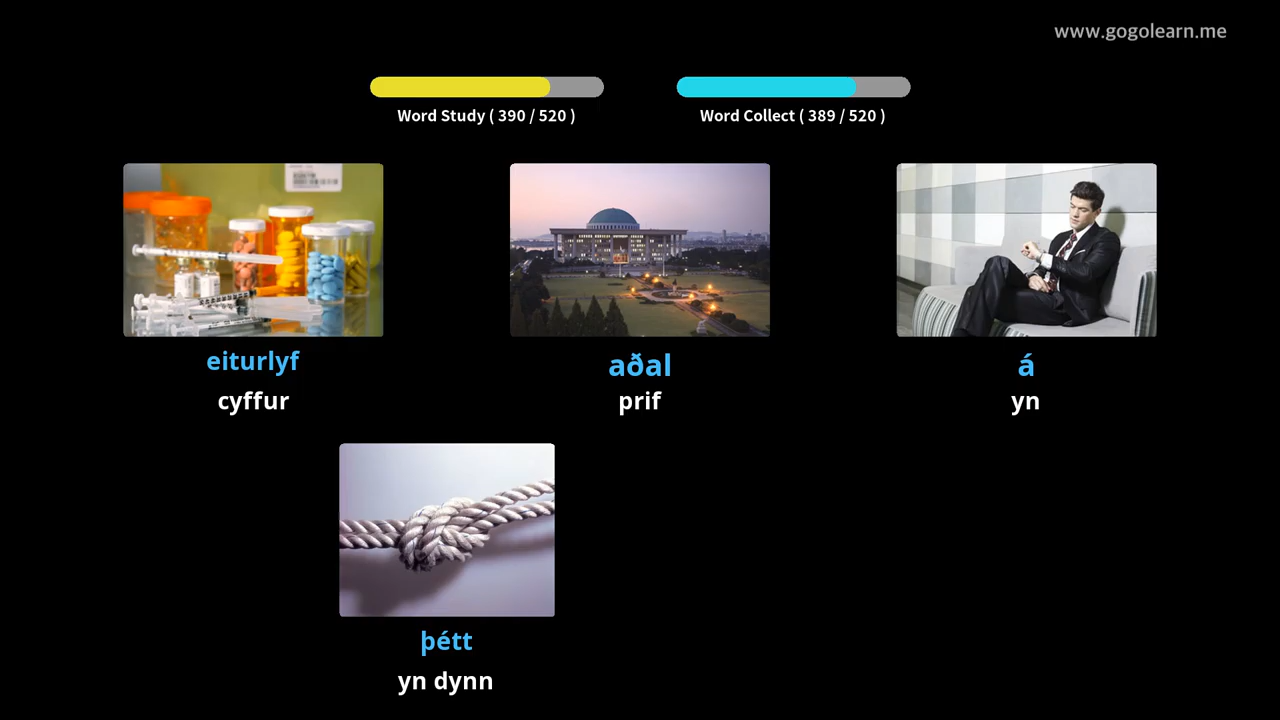 www.gogolearn.me
Word Study ( 390 / 520 )
Word Collect ( 389 / 520 )
eiturlyf
cyffur
aðal
prif
á
yn
þétt
yn dynn